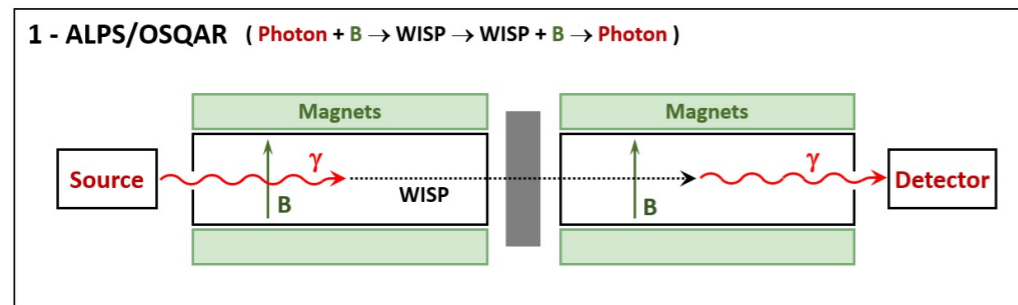 1 - ALPS/OSQAR ( Photon + B → WISP → WISP + B → Photon )
Magnets Magnets
γ γ
Source Detector
WISP
B B